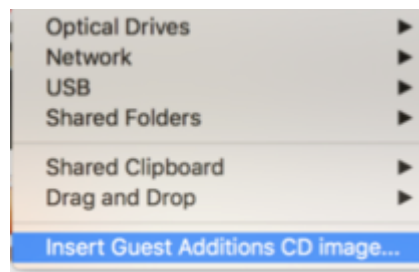 Optical Drives
Network
USB
Shared Folders
Shared Clipboard
Drag and Drop
Insert Guest Additions CD image...